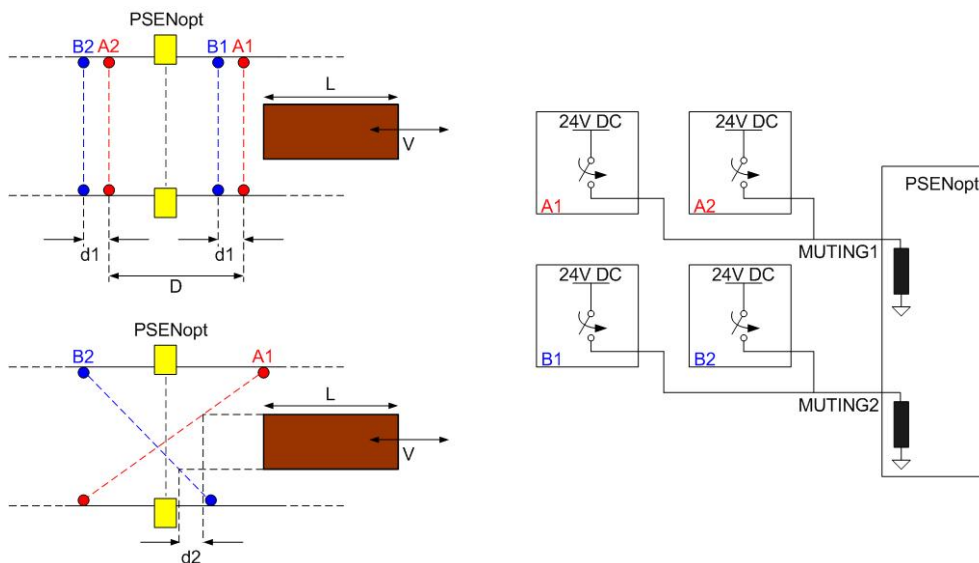 PSENopt
B2 A2 B1 A1
L
V
d1 d1
D
PSENopt
B2 A1
L
V
d2
24V DC 24V DC
A1 A2
PSENopt
MUTING1
24V DC 24V DC
B1 B2
MUTING2